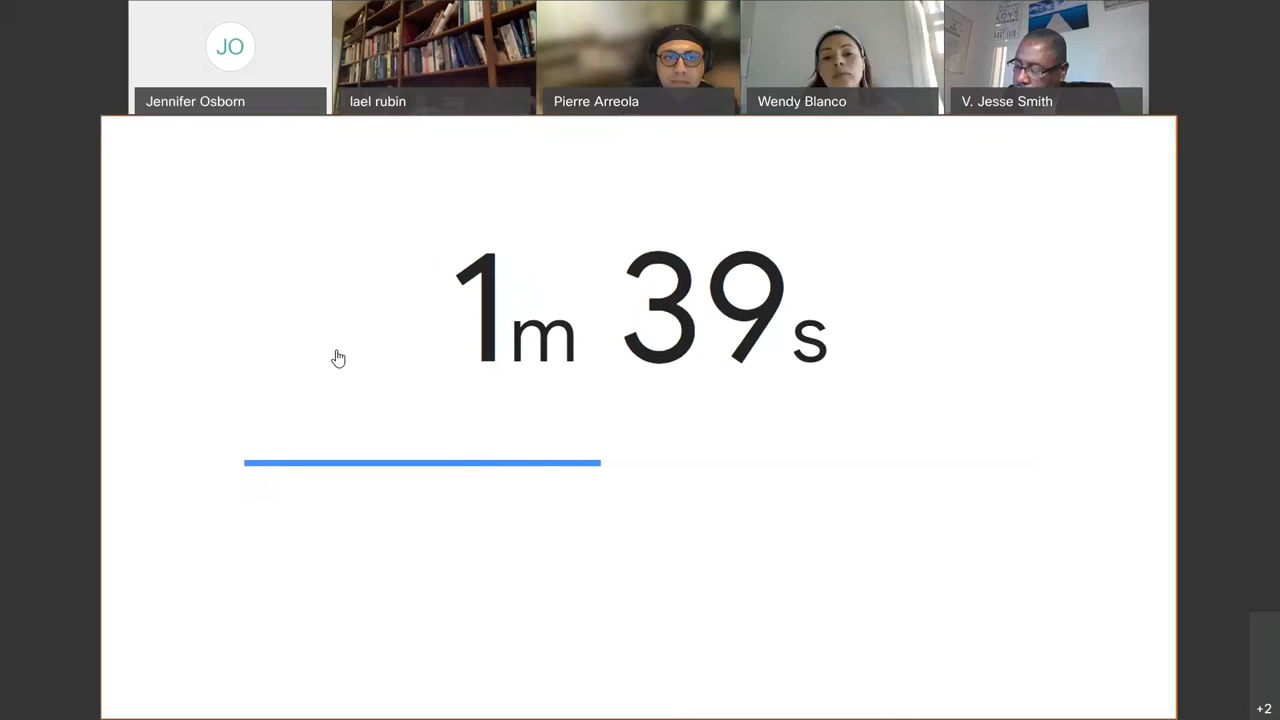 JO
Jennifer Osborn
lael rubin
Pierre Arreola
Wendy Blanco
V. Jesse Smith
1m 39s
+2